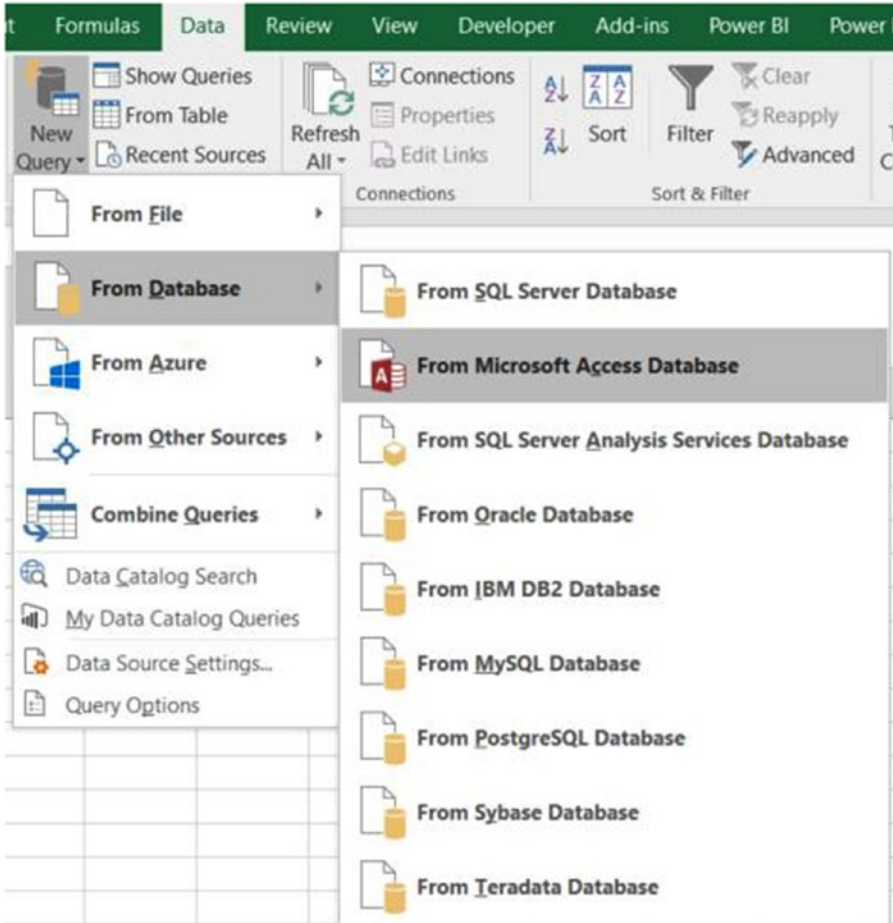 Formulas Data Review View Developer Add-ins Power BI Power
New Query
Show Queries
From Table
Recent Sources
Refresh All
Connections
Properties
Edit Links
Connections
Sort
Filter
Clear
Reapply
Advanced
Sort & Filter
From File
From Database
From Azure
From Other Sources
Combine Queries
Data Catalog Search
My Data Catalog Queries
Data Source Settings...
Query Options
From SQL Server Database
From Microsoft Access Database
From SQL Server Analysis Services Database
From Oracle Database
From IBM DB2 Database
From MySQL Database
From PostgreSQL Database
From Sybase Database
From Teradata Database